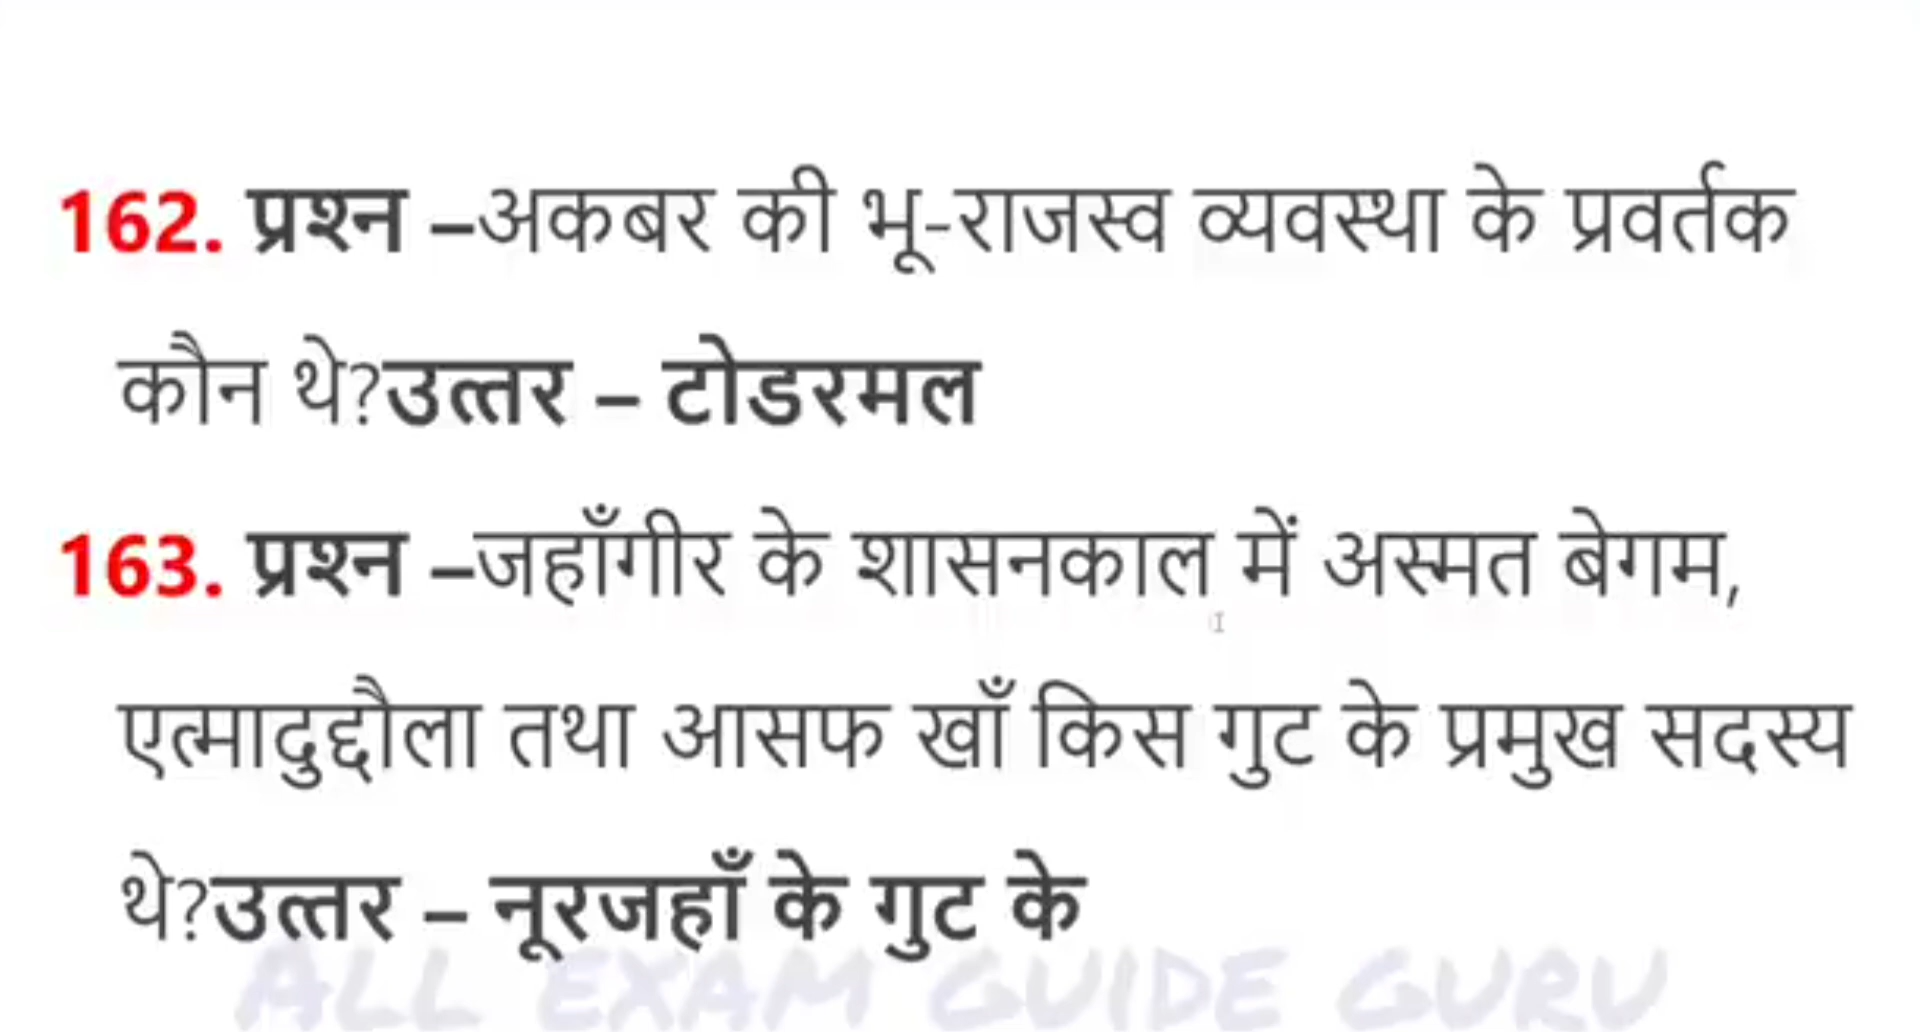 162. प्रश्न –अकबर की भू-राजस्व व्यवस्था के प्रवर्तक
कौन थे?उत्तर – टोडरमल
163. प्रश्न –जहाँगीर के शासनकाल में अस्मत बेगम,
एत्मादुद्दौला तथा आसफ खाँ किस गुट के प्रमुख सदस्य
थे?उत्तर – नूरजहाँ के गुट के
ALL EXAM GUIDE GURU